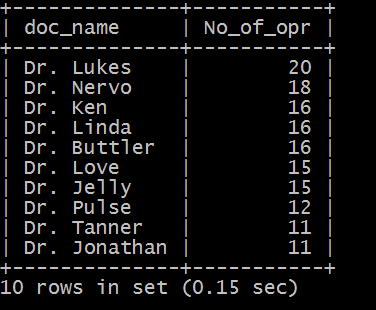 +--------------+-----------+
| doc_name     | No_of_opr |
+--------------+-----------+
| Dr. Lukes    |        20 |
| Dr. Nervo    |        18 |
| Dr. Ken      |        16 |
| Dr. Linda    |        16 |
| Dr. Buttler  |        16 |
| Dr. Love     |        15 |
| Dr. Jelly    |        15 |
| Dr. Pulse    |        12 |
| Dr. Tanner   |        11 |
| Dr. Jonathan |        11 |
+--------------+-----------+
10 rows in set (0.15 sec)